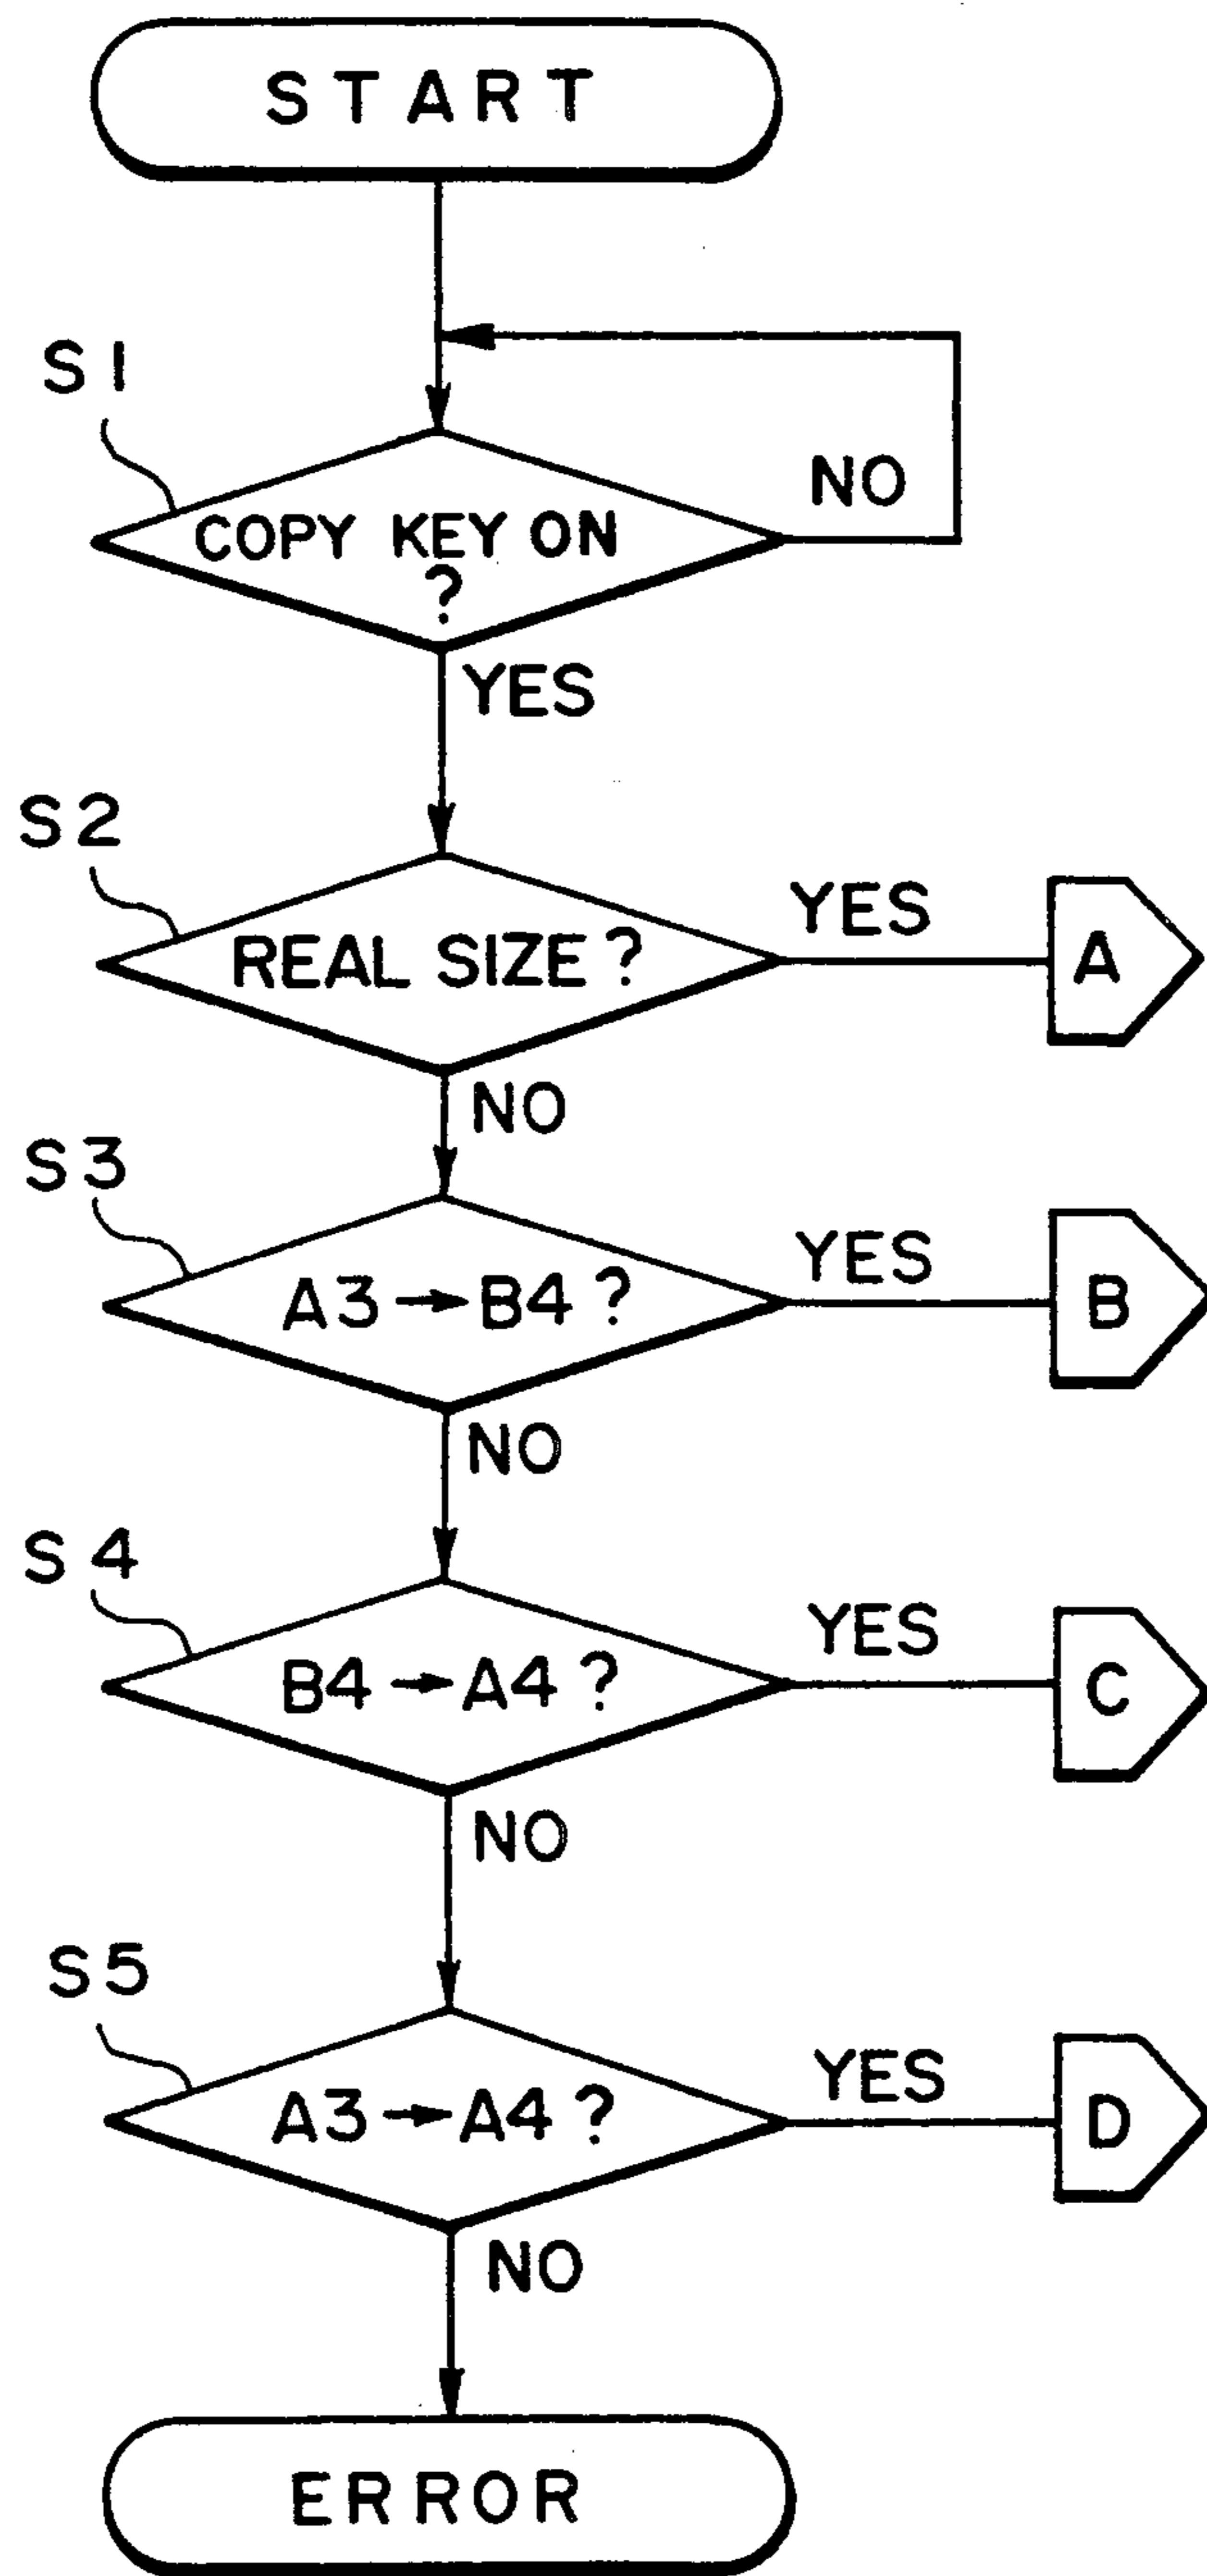 START
S1
NO
COPY KEY ON
?
YES
S2
YES
REAL SIZE ?
A
NO
S3
YES
A3 → B4 ?
B
NO
S4
YES
B4 → A4 ?
C
NO
S5
YES
A3 → A4 ?
D
NO
ERROR